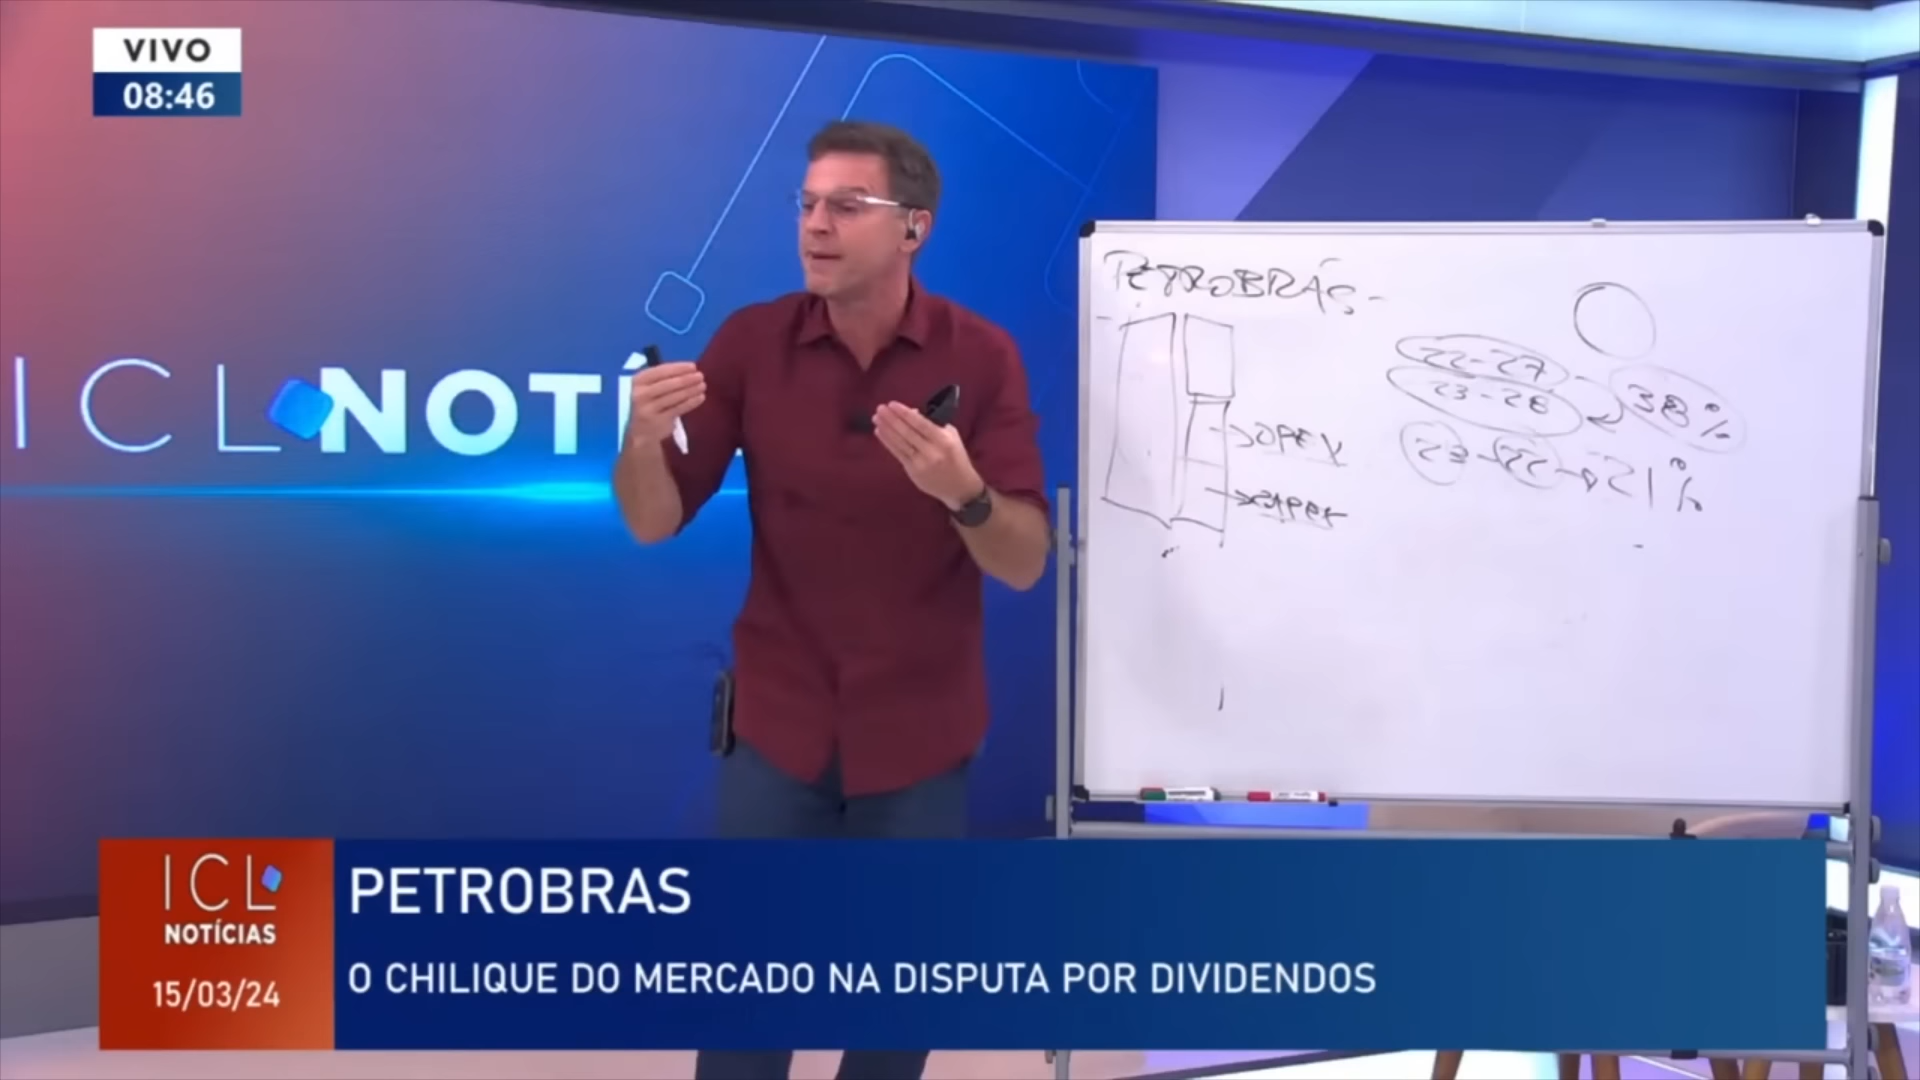 VIVO
08:46
ICL NOTÍ
PETROBRÁS-
22-27
38%
23-28
OPEX
23-22→21%
CAPEX
ICL
NOTÍCIAS
15/03/24
PETROBRAS
O CHILIQUE DO MERCADO NA DISPUTA POR DIVIDENDOS